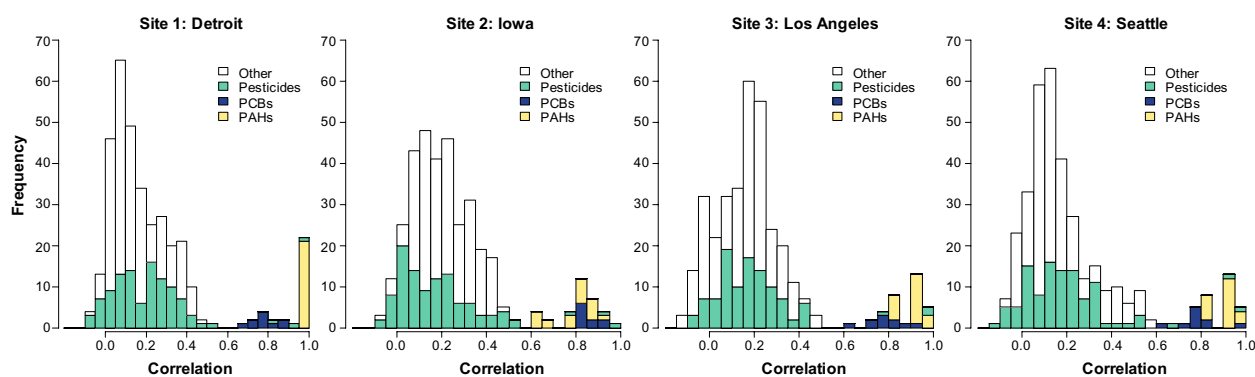 Site 1: Detroit
Frequency
70
60
50
40
30
20
10
0
Other
Pesticides
PCBs
PAHs
0.0 0.2 0.4 0.6 0.8 1.0
Correlation
Site 2: Iowa
70
60
50
40
30
20
10
0
Other
Pesticides
PCBs
PAHs
0.0 0.2 0.4 0.6 0.8 1.0
Correlation
Site 3: Los Angeles
70
60
50
40
30
20
10
0
Other
Pesticides
PCBs
PAHs
0.0 0.2 0.4 0.6 0.8 1.0
Correlation
Site 4: Seattle
70
60
50
40
30
20
10
0
Other
Pesticides
PCBs
PAHs
0.0 0.2 0.4 0.6 0.8 1.0
Correlation